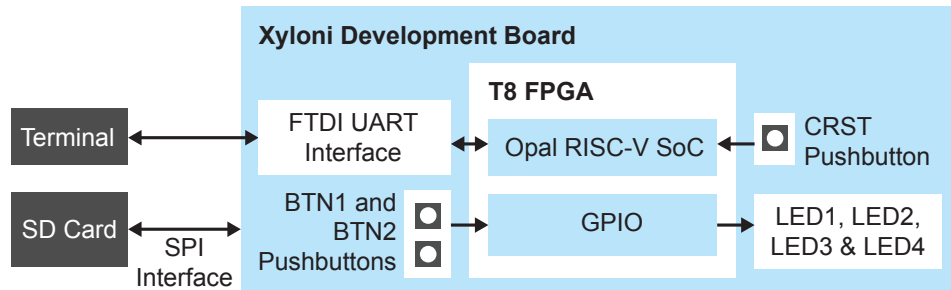 Xyloni Development Board
T8 FPGA
Terminal
FTDI UART
Interface
Opal RISC-V SoC
CRST
Pushbutton
SD Card
SPI
Interface
BTN1 and
BTN2
Pushbuttons
GPIO
LED1, LED2,
LED3 & LED4